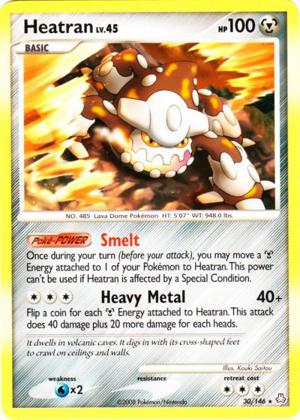 Heatran LV.45 HP 100
BASIC
NO. 485 Lava Dome Pokémon HT: 5'07" WT: 948.0 lbs.
Poké-POWER Smelt
Once during your turn (before your attack), you may move a
Energy attached to 1 of your Pokémon to Heatran. This power
can't be used if Heatran is affected by a Special Condition.
Heavy Metal 40+
Flip a coin for each Energy attached to Heatran. This attack
does 40 damage plus 20 more damage for each heads.
It dwells in volcanic caves. It digs in with its cross-shaped feet
to crawl on ceilings and walls.
Illus. Kouki Saitou
weakness resistance retreat cost
×2
©2008 Pokémon/Nintendo 30/146 ★